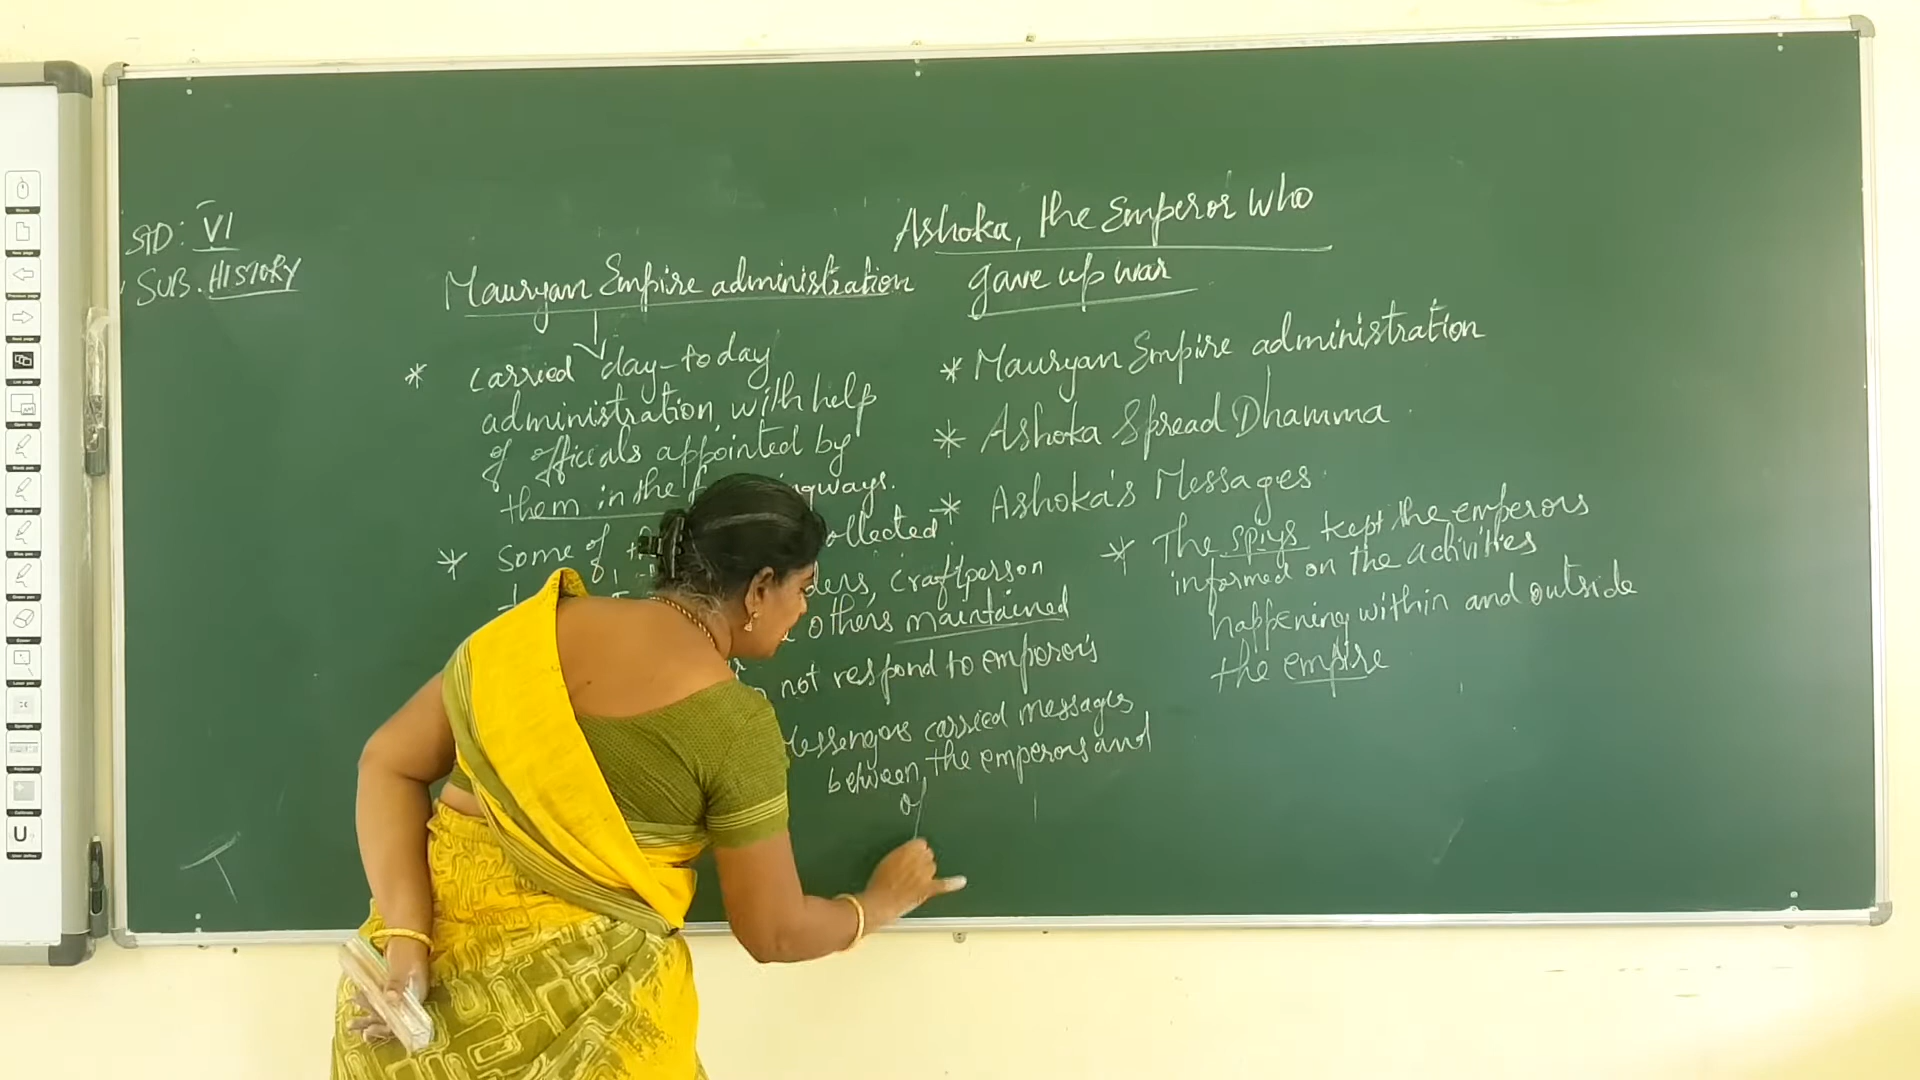 STD: VI
SUB. HISTORY
Ashoka, the Emperor who
gave up war
Mauryan Empire administration
* carried day-today
administration, with help
of officials appointed by
them in the
ways.
* Some of
collected
craftperson
others maintained
not respond to emperor's
Messengers carried messages
between the emperors and
o
* Mauryan Empire administration
* Ashoka Spread Dhamma
* Ashoka's Messages.
* The spiys kept the emperors
informed on the activities
happening within and outside
the empire